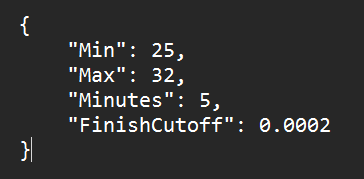 {
    "Min": 25,
    "Max": 32,
    "Minutes": 5,
    "FinishCutoff": 0.0002
}